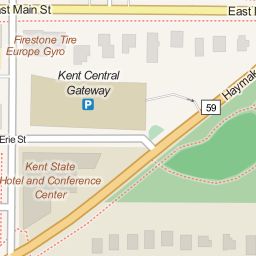 ast Main St
East
Firestone Tire
Europe Gyro
Kent Central
Gateway
P
59
Haymak
Erie St
Kent State
Hotel and Conference
Center